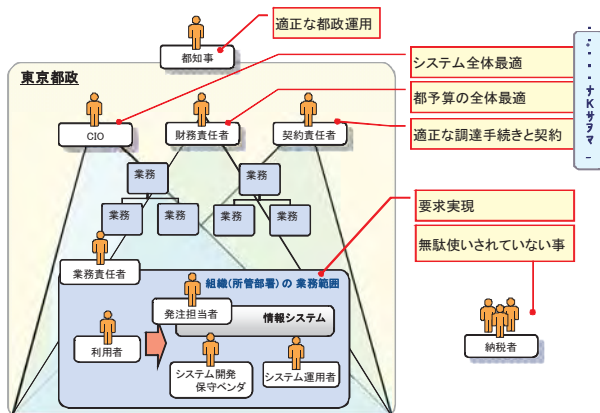 適正な都政運用
都知事
東京都政
システム全体最適
都予算の全体最適
適正な調達手続きと契約
CIO
財務責任者
契約責任者
業務
業務
業務
業務
業務
業務
要求実現
無駄使いされていない事
業務責任者
組織(所管部署)の 業務範囲
発注担当者
情報システム
利用者
システム開発
保守ベンダ
システム運用者
納税者